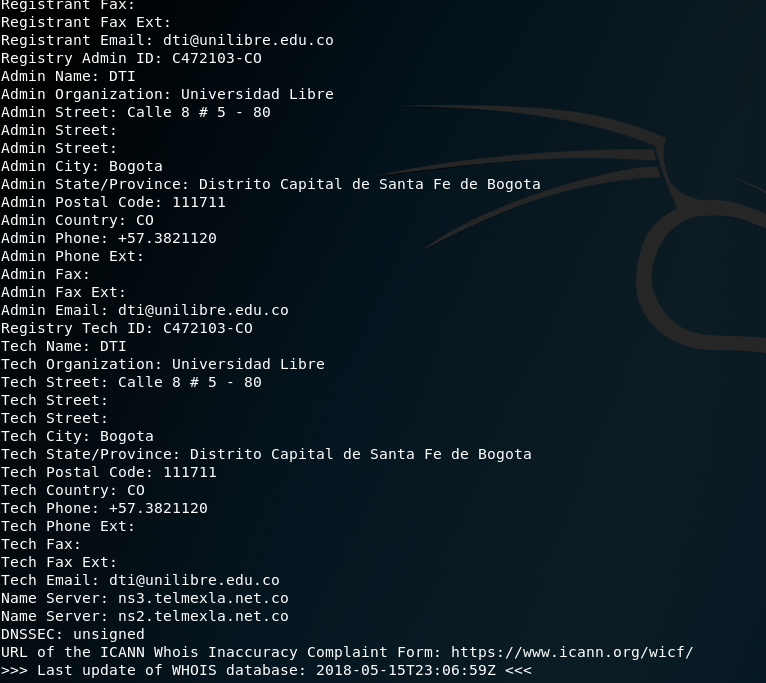 Registrant Fax:
Registrant Fax Ext:
Registrant Email: dti@unilibre.edu.co
Registry Admin ID: C472103-CO
Admin Name: DTI
Admin Organization: Universidad Libre
Admin Street: Calle 8 # 5 - 80
Admin Street:
Admin Street:
Admin City: Bogota
Admin State/Province: Distrito Capital de Santa Fe de Bogota
Admin Postal Code: 111711
Admin Country: CO
Admin Phone: +57.3821120
Admin Phone Ext:
Admin Fax:
Admin Fax Ext:
Admin Email: dti@unilibre.edu.co
Registry Tech ID: C472103-CO
Tech Name: DTI
Tech Organization: Universidad Libre
Tech Street: Calle 8 # 5 - 80
Tech Street:
Tech Street:
Tech City: Bogota
Tech State/Province: Distrito Capital de Santa Fe de Bogota
Tech Postal Code: 111711
Tech Country: CO
Tech Phone: +57.3821120
Tech Phone Ext:
Tech Fax:
Tech Fax Ext:
Tech Email: dti@unilibre.edu.co
Name Server: ns3.telmexla.net.co
Name Server: ns2.telmexla.net.co
DNSSEC: unsigned
URL of the ICANN Whois Inaccuracy Complaint Form: https://www.icann.org/wicf/
>>> Last update of WHOIS database: 2018-05-15T23:06:59Z <<<